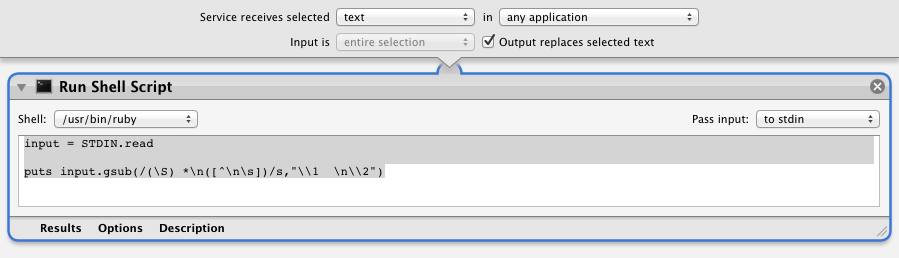 Service receives selected text in any application
Input is entire selection Output replaces selected text
Run Shell Script
Shell: /usr/bin/ruby Pass input: to stdin
input = STDIN.read
puts input.gsub(/(\S) *\n([^\n\s])/s,"\\1  \n\\2")
Results Options Description